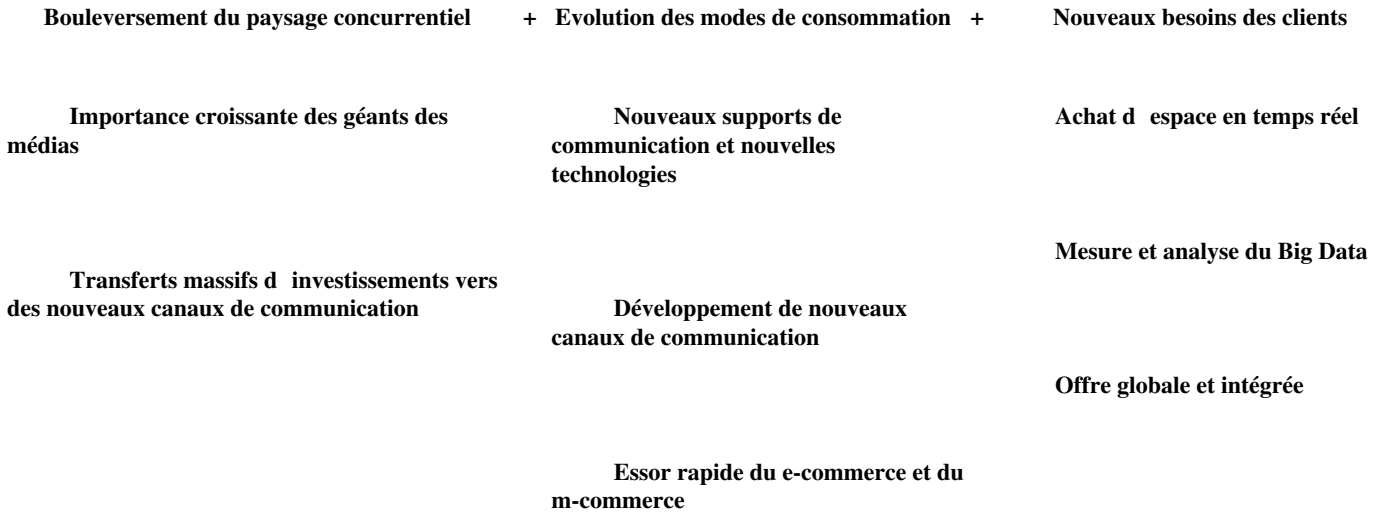 Bouleversement du paysage concurrentiel + Evolution des modes de consommation + Nouveaux besoins des clients
Importance croissante des géants des
médias
Transferts massifs d investissements vers
des nouveaux canaux de communication
Nouveaux supports de
communication et nouvelles
technologies
Développement de nouveaux
canaux de communication
Essor rapide du e-commerce et du
m-commerce
Achat d espace en temps réel
Mesure et analyse du Big Data
Offre globale et intégrée